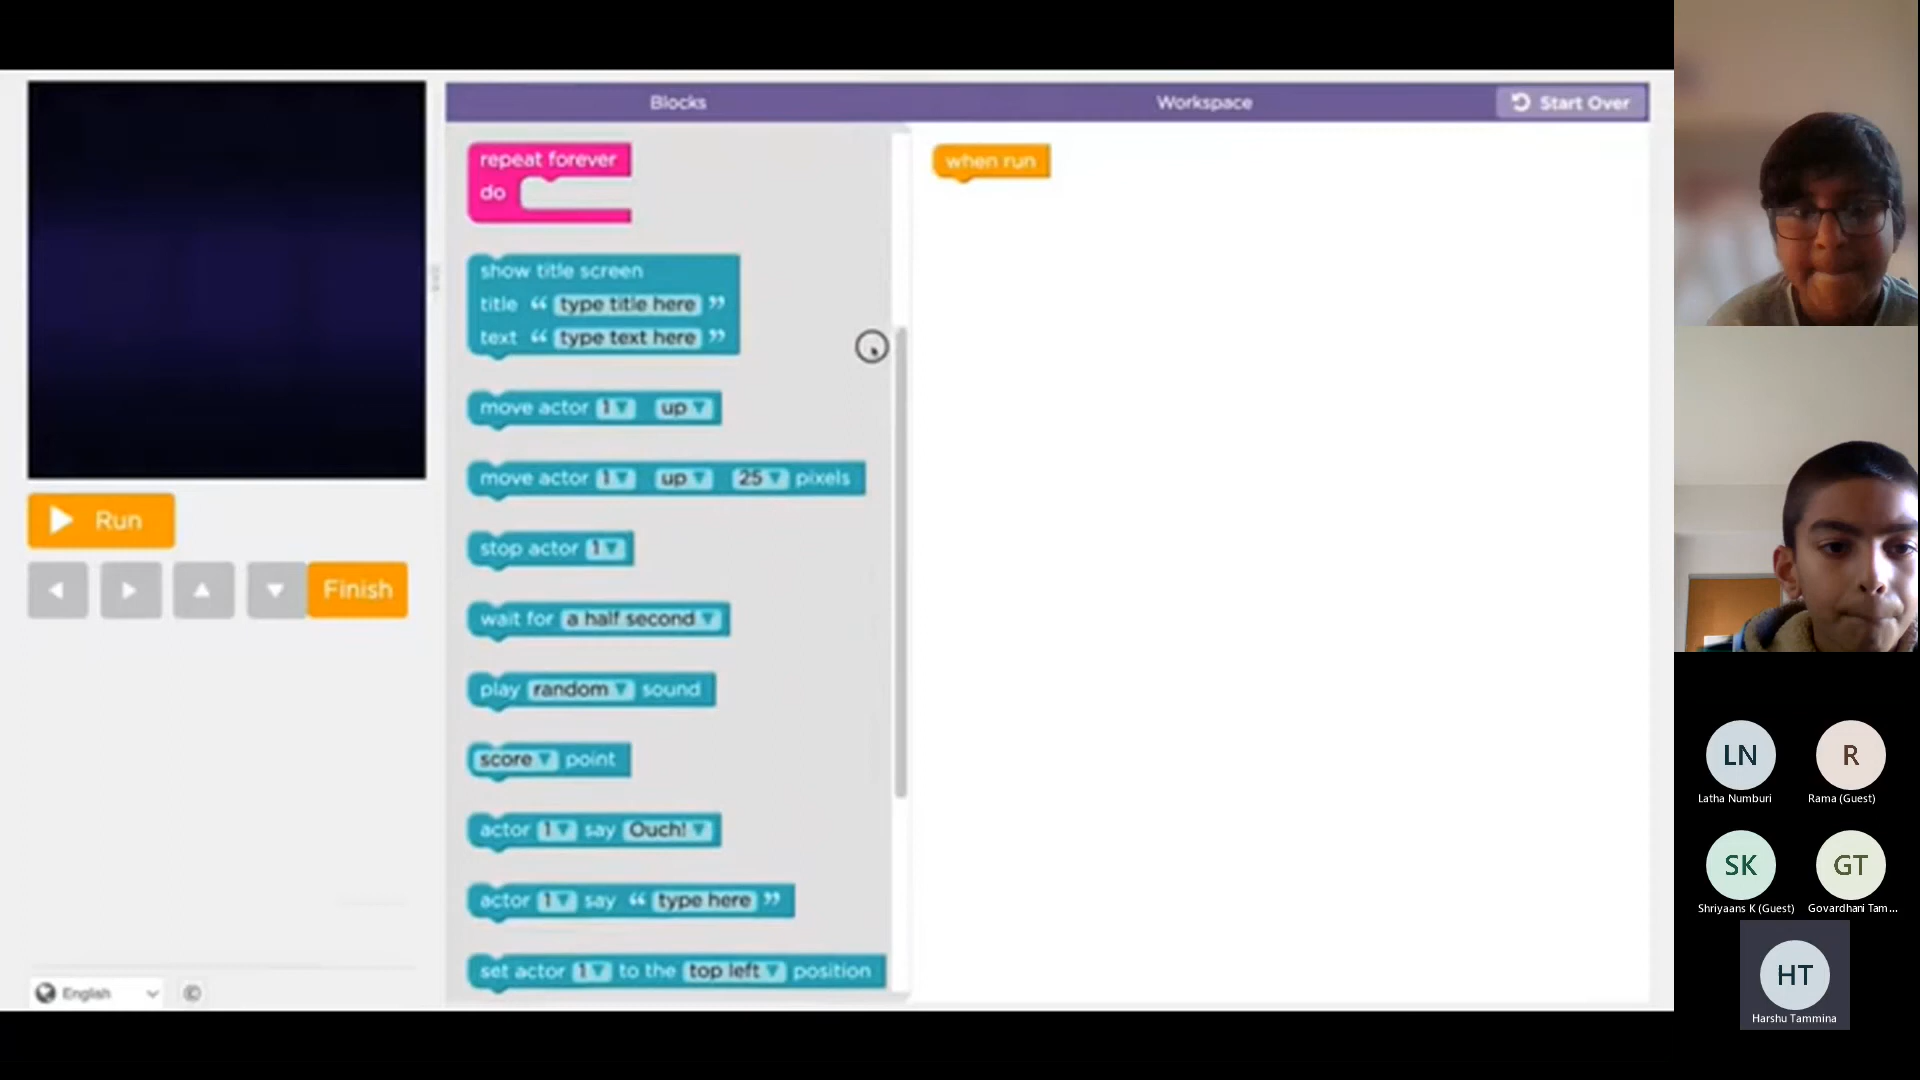 Blocks
Workspace
Start Over
repeat forever
do
show title screen
title “ type title here ”
text “ type text here ”
move actor 1 up
move actor 1 up 25 pixels
stop actor 1
wait for a half second
play random sound
score point
actor 1 say Ouch!
actor 1 say “ type here ”
set actor 1 to the top left position
when run
Run
Finish
English
©
LN
Latha Numburi
R
Rama (Guest)
SK
Shriyaans K (Guest)
GT
Govardhani Tam...
HT
Harshu Tammina